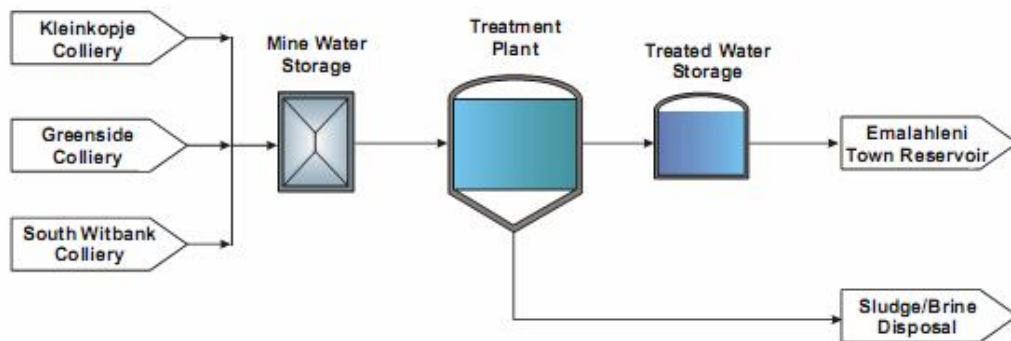 Kleinkopje
Colliery
Greenside
Colliery
South Witbank
Colliery
Mine Water
Storage
Treatment
Plant
Treated Water
Storage
Emalahleni
Town Reservoir
Sludge/Brine
Disposal